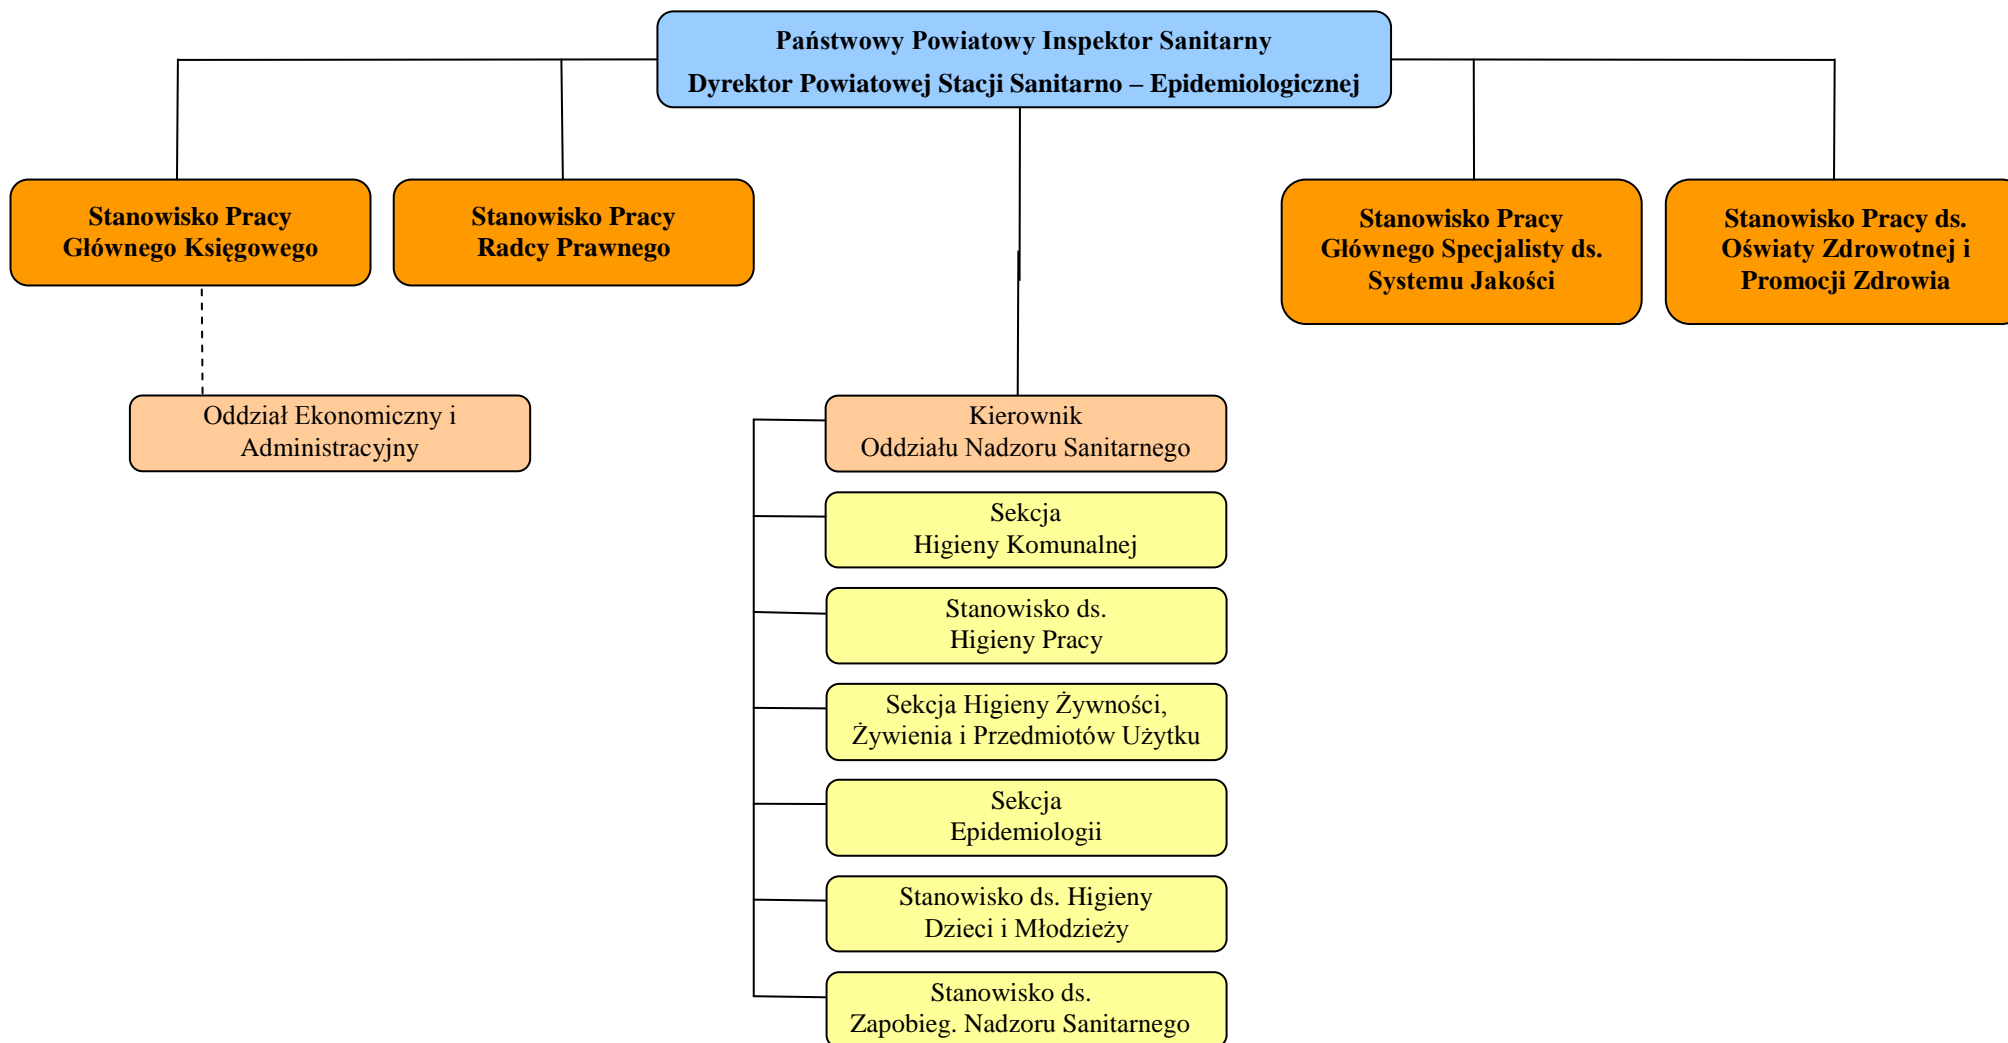 Państwowy Powiatowy Inspektor Sanitarny
Dyrektor Powiatowej Stacji Sanitarno – Epidemiologicznej
Stanowisko Pracy
Głównego Księgowego
Stanowisko Pracy
Radcy Prawnego
Stanowisko Pracy
Głównego Specjalisty ds.
Systemu Jakości
Stanowisko Pracy ds.
Oświaty Zdrowotnej i
Promocji Zdrowia
Oddział Ekonomiczny i
Administracyjny
Kierownik
Oddziału Nadzoru Sanitarnego
Sekcja
Higieny Komunalnej
Stanowisko ds.
Higieny Pracy
Sekcja Higieny Żywności,
Żywienia i Przedmiotów Użytku
Sekcja
Epidemiologii
Stanowisko ds. Higieny
Dzieci i Młodzieży
Stanowisko ds.
Zapobieg. Nadzoru Sanitarnego